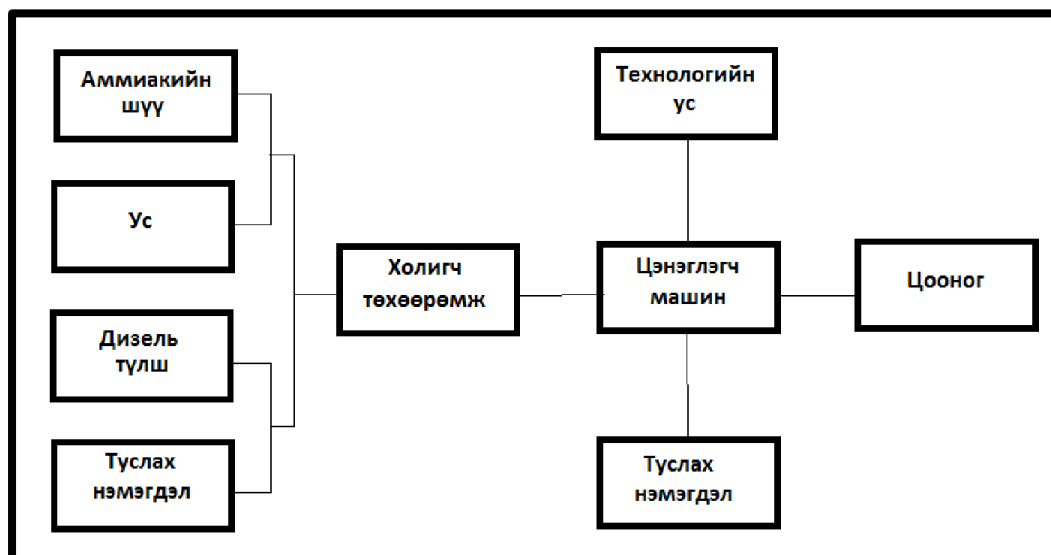 Аммиакийн
шүү
Ус
Дизель
түлш
Туслах
нэмэгдэл
Холигч
төхөөрөмж
Технологийн
ус
Цэнэглэгч
машин
Туслах
нэмэгдэл
Цооног